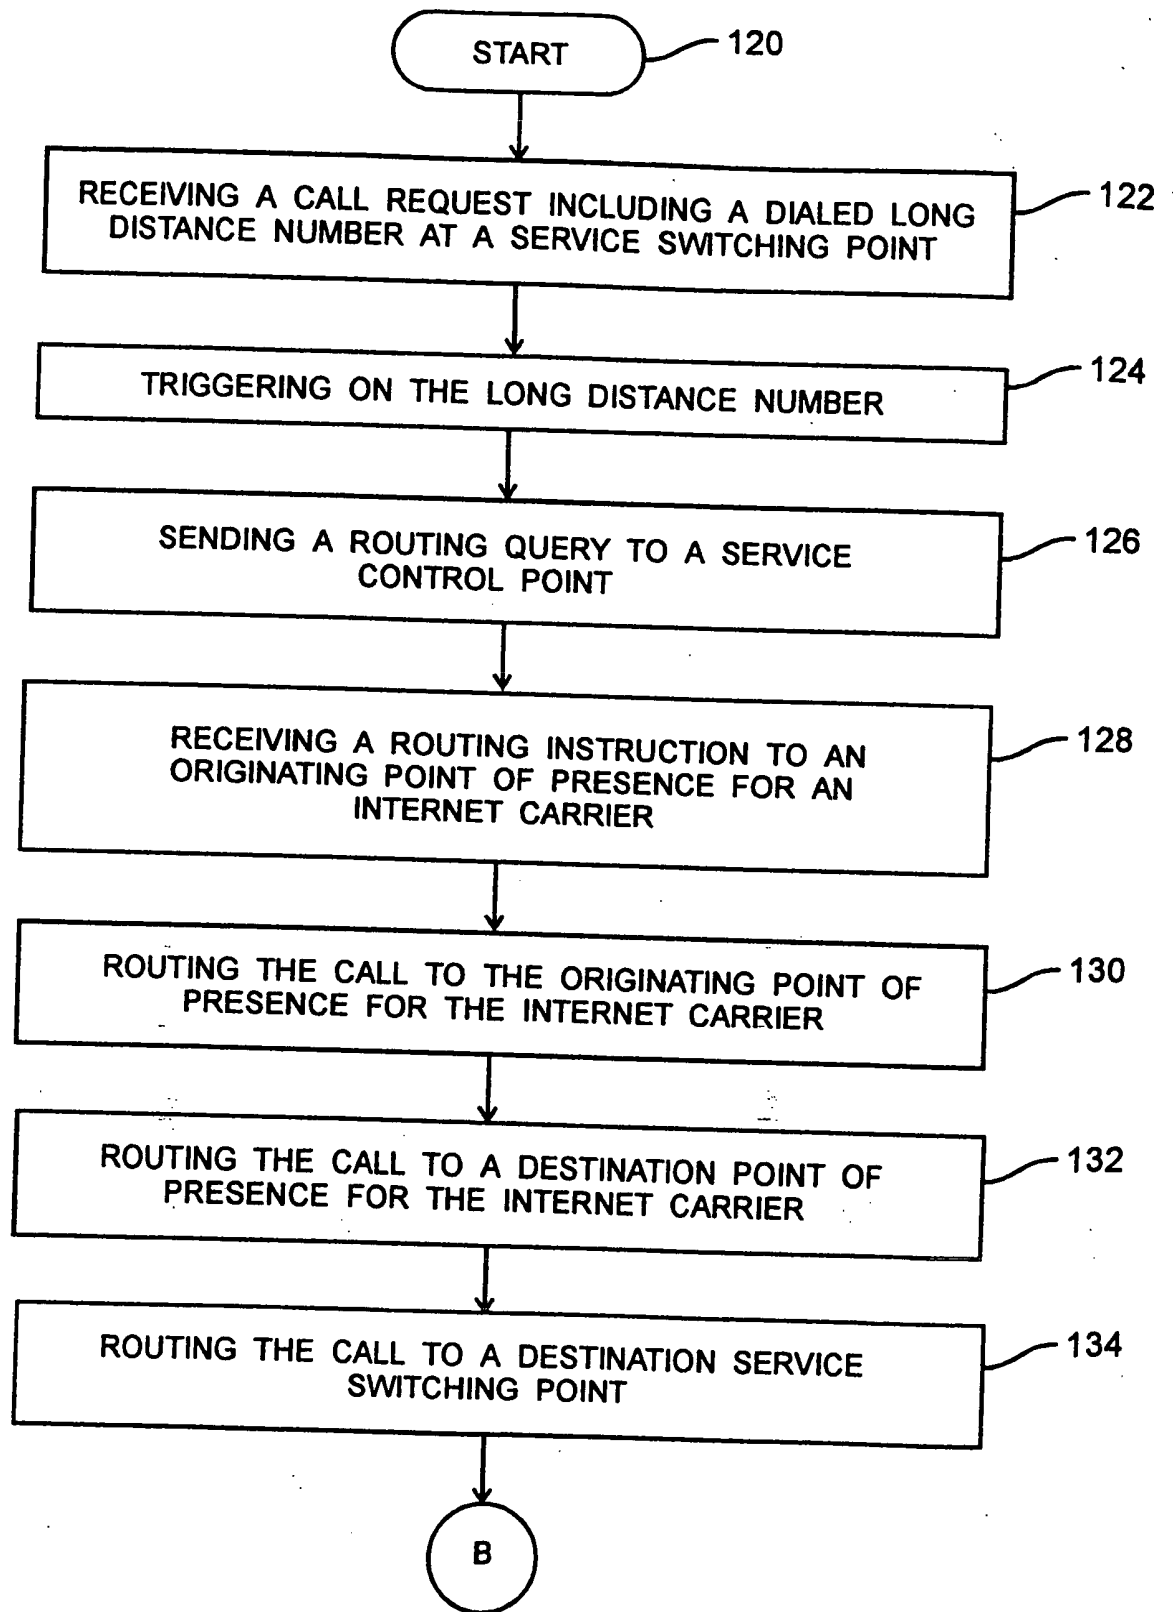 START
120
RECEIVING A CALL REQUEST INCLUDING A DIALED LONG
DISTANCE NUMBER AT A SERVICE SWITCHING POINT
122
TRIGGERING ON THE LONG DISTANCE NUMBER
124
SENDING A ROUTING QUERY TO A SERVICE
CONTROL POINT
126
RECEIVING A ROUTING INSTRUCTION TO AN
ORIGINATING POINT OF PRESENCE FOR AN
INTERNET CARRIER
128
ROUTING THE CALL TO THE ORIGINATING POINT OF
PRESENCE FOR THE INTERNET CARRIER
130
ROUTING THE CALL TO A DESTINATION POINT OF
PRESENCE FOR THE INTERNET CARRIER
132
ROUTING THE CALL TO A DESTINATION SERVICE
SWITCHING POINT
134
B